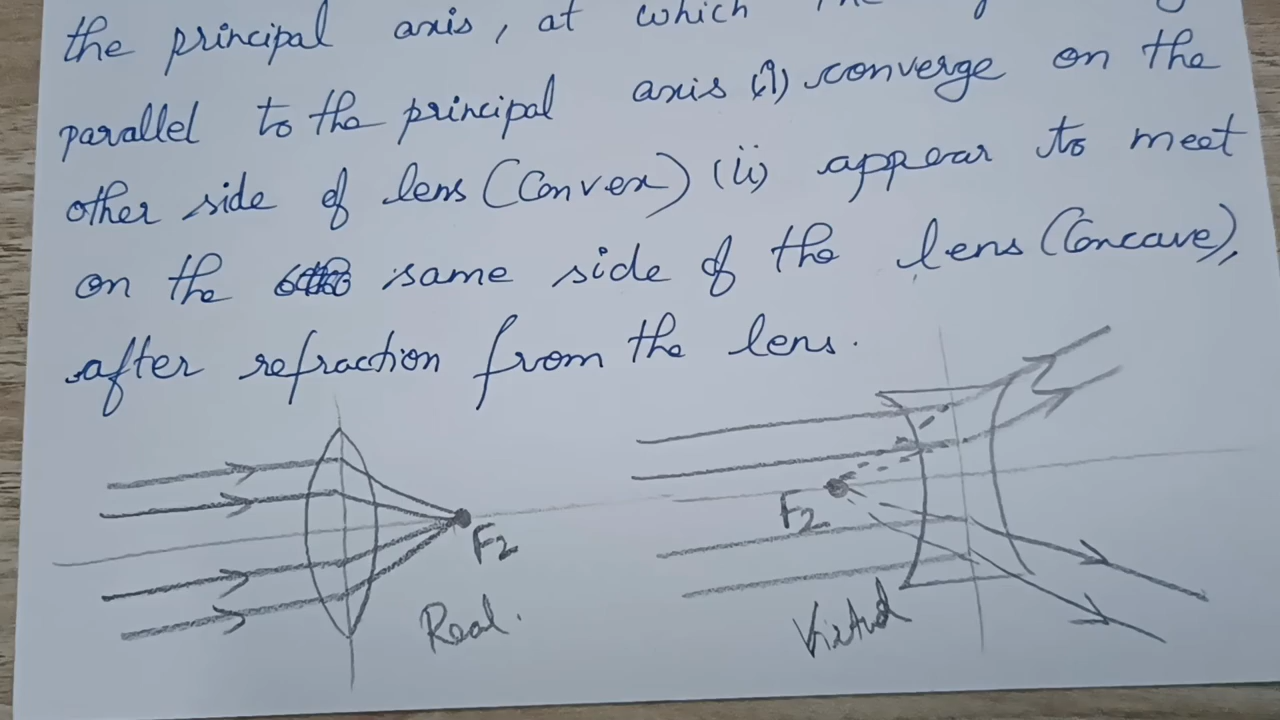 the principal axis, at which
parallel to the principal axis (i) converge on the
other side of lens (Convex) (ii) appear to meet
on the same side of the lens (Concave),
after refraction from the lens.
F2
Real.
F2
Virtual